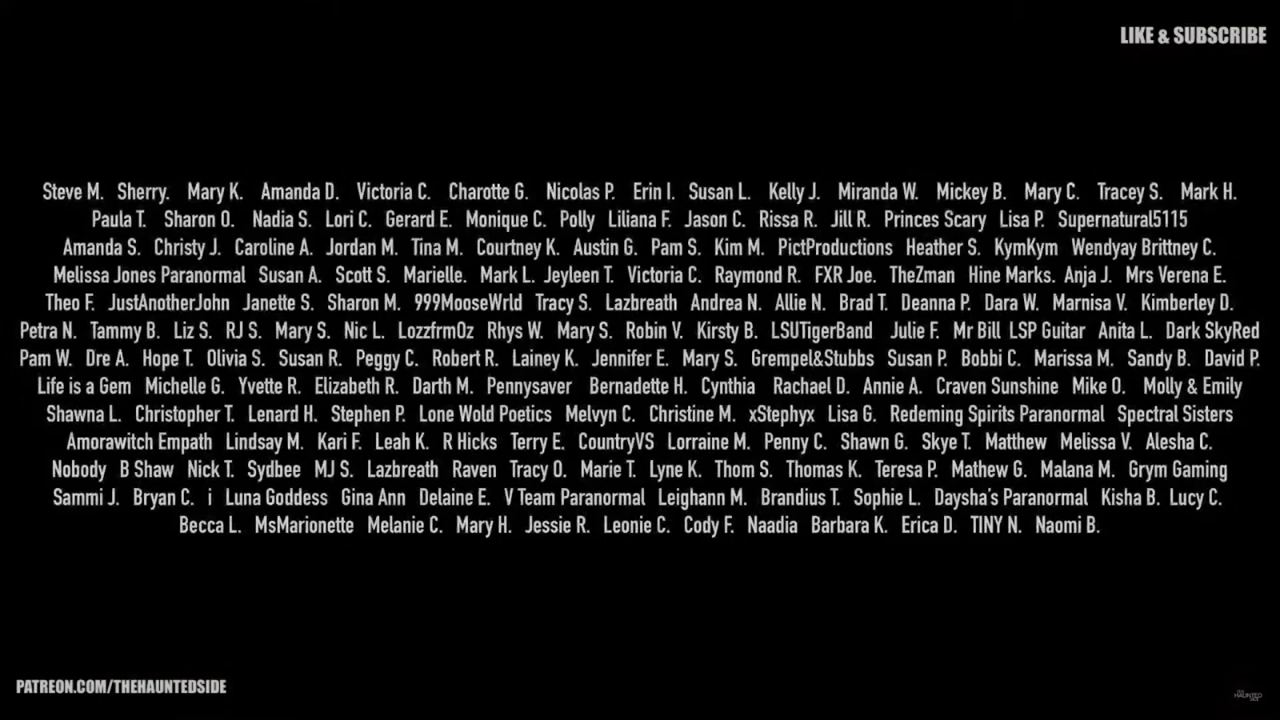 LIKE & SUBSCRIBE
Steve M. Sherry. Mary K. Amanda D. Victoria C. Charotte G. Nicolas P. Erin I. Susan L. Kelly J. Miranda W. Mickey B. Mary C. Tracey S. Mark H.
Paula T. Sharon O. Nadia S. Lori C. Gerard E. Monique C. Polly Liliana F. Jason C. Rissa R. Jill R. Princes Scary Lisa P. Supernatural5115
Amanda S. Christy J. Caroline A. Jordan M. Tina M. Courtney K. Austin G. Pam S. Kim M. PictProductions Heather S. KymKym Wendyay Brittney C.
Melissa Jones Paranormal Susan A. Scott S. Marielle. Mark L. Jeyleen T. Victoria C. Raymond R. FXR Joe. TheZman Hine Marks. Anja J. Mrs Verena E.
Theo F. JustAnotherJohn Janette S. Sharon M. 999MooseWrld Tracy S. Lazbreath Andrea N. Allie N. Brad T. Deanna P. Dara W. Marnisa V. Kimberley D.
Petra N. Tammy B. Liz S. RJ S. Mary S. Nic L. LozzfrmOz Rhys W. Mary S. Robin V. Kirsty B. LSUTigerBand Julie F. Mr Bill LSP Guitar Anita L. Dark SkyRed
Pam W. Dre A. Hope T. Olivia S. Susan R. Peggy C. Robert R. Lainey K. Jennifer E. Mary S. Grempel&Stubbs Susan P. Bobbi C. Marissa M. Sandy B. David P.
Life is a Gem Michelle G. Yvette R. Elizabeth R. Darth M. Pennysaver Bernadette H. Cynthia Rachael D. Annie A. Craven Sunshine Mike O. Molly & Emily
Shawna L. Christopher T. Lenard H. Stephen P. Lone Wold Poetics Melvyn C. Christine M. xStephyx Lisa G. Redeming Spirits Paranormal Spectral Sisters
Amorawitch Empath Lindsay M. Kari F. Leah K. R Hicks Terry E. CountryVS Lorraine M. Penny C. Shawn G. Skye T. Matthew Melissa V. Alesha C.
Nobody B Shaw Nick T. Sydbee MJ S. Lazbreath Raven Tracy O. Marie T. Lyne K. Thom S. Thomas K. Teresa P. Mathew G. Malana M. Grym Gaming
Sammi J. Bryan C. i Luna Goddess Gina Ann Delaine E. V Team Paranormal Leighann M. Brandius T. Sophie L. Daysha's Paranormal Kisha B. Lucy C.
Becca L. MsMarionette Melanie C. Mary H. Jessie R. Leonie C. Cody F. Naadia Barbara K. Erica D. TINY N. Naomi B.
PATREON.COM/THEHAUNTEDSIDE
HAUNTED